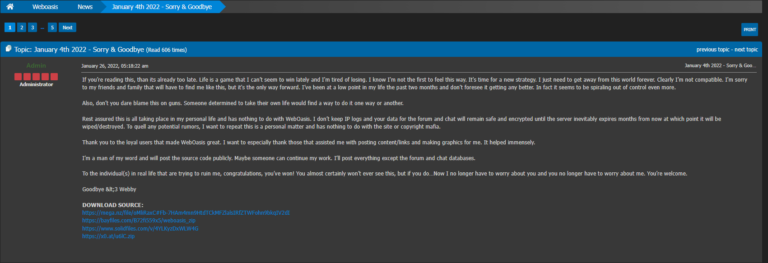 Weboasis
News
January 4th 2022 - Sorry & Goodbye
1 2 3 ... 5 Next
PRINT
Topic: January 4th 2022 - Sorry & Goodbye (Read 606 times)
previous topic - next topic
Administrator
January 26, 2022, 05:18:22 am
January 4th 2022 - Sorry & Goo...
If you're reading this, than its already too late. Life is a game that I can't seem to win lately and I'm tired of losing. I know I'm not the first to feel this way. It's time for a new strategy. I just need to get away from this world forever. Clearly I'm not compatible. I'm sorry
to my friends and family that will have to find me like this, but it's the only way forward. I've been at a low point in my life the past two months and don't foresee it getting any better. In fact it seems to be spiraling out of control even more.
Also, don't you dare blame this on guns. Someone determined to take their own life would find a way to do it one way or another.
Rest assured this is all taking place in my personal life and has nothing to do with WebOasis. I don't keep IP logs and your data for the forum and chat will remain safe and encrypted until the server inevitably expires months from now at which point it will be
wiped/destroyed. To quell any potential rumors, I want to repeat this is a personal matter and has nothing to do with the site or copyright mafia.
Thank you to the loyal users that made WebOasis great. I want to especially thank those that assisted me with posting content/links and making graphics for me. It helped immensely.
I'm a man of my word and will post the source code publicly. Maybe someone can continue my work. I'll post everything except the forum and chat databases.
To the individual(s) in real life that are trying to ruin me, congratulations, you've won! You almost certainly won't ever see this, but if you do...Now I no longer have to worry about you and you no longer have to worry about me. You're welcome.
Goodbye &lt;3 Webby
DOWNLOAD SOURCE: